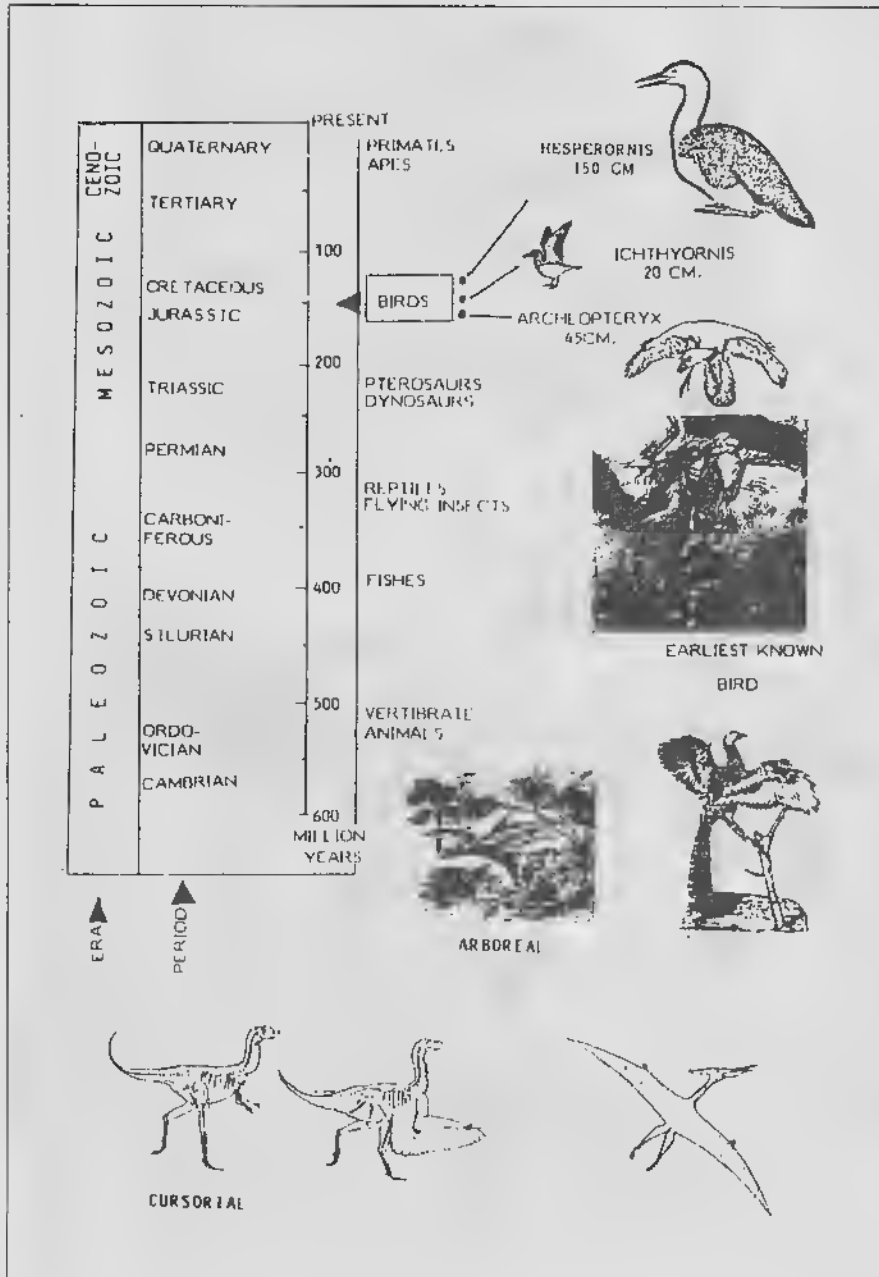 PRESENT
CENO-
ZOIC
MESOZOIC
PALEOZOIC
QUATERNARY
TERTIARY
CRETACEOUS
JURASSIC
TRIASSIC
PERMIAN
CARBONI-
FEROUS
DEVONIAN
SILURIAN
ORDO-
VICIAN
CAMBRIAN
100
200
300
400
500
600
MILLION
YEARS
PRIMATES
APES
BIRDS
PTEROSAURS
DYNOSAURS
REPTILES
FLYING INSECTS
FISHES
VERTIBRATE
ANIMALS
HESPERORNIS
150 CM
ICHTHYORNIS
20 CM.
ARCHEOPTERYX
45CM.
EARLIEST KNOWN
BIRD
ARBOREAL
ERA
PERIOD
CURSORIAL